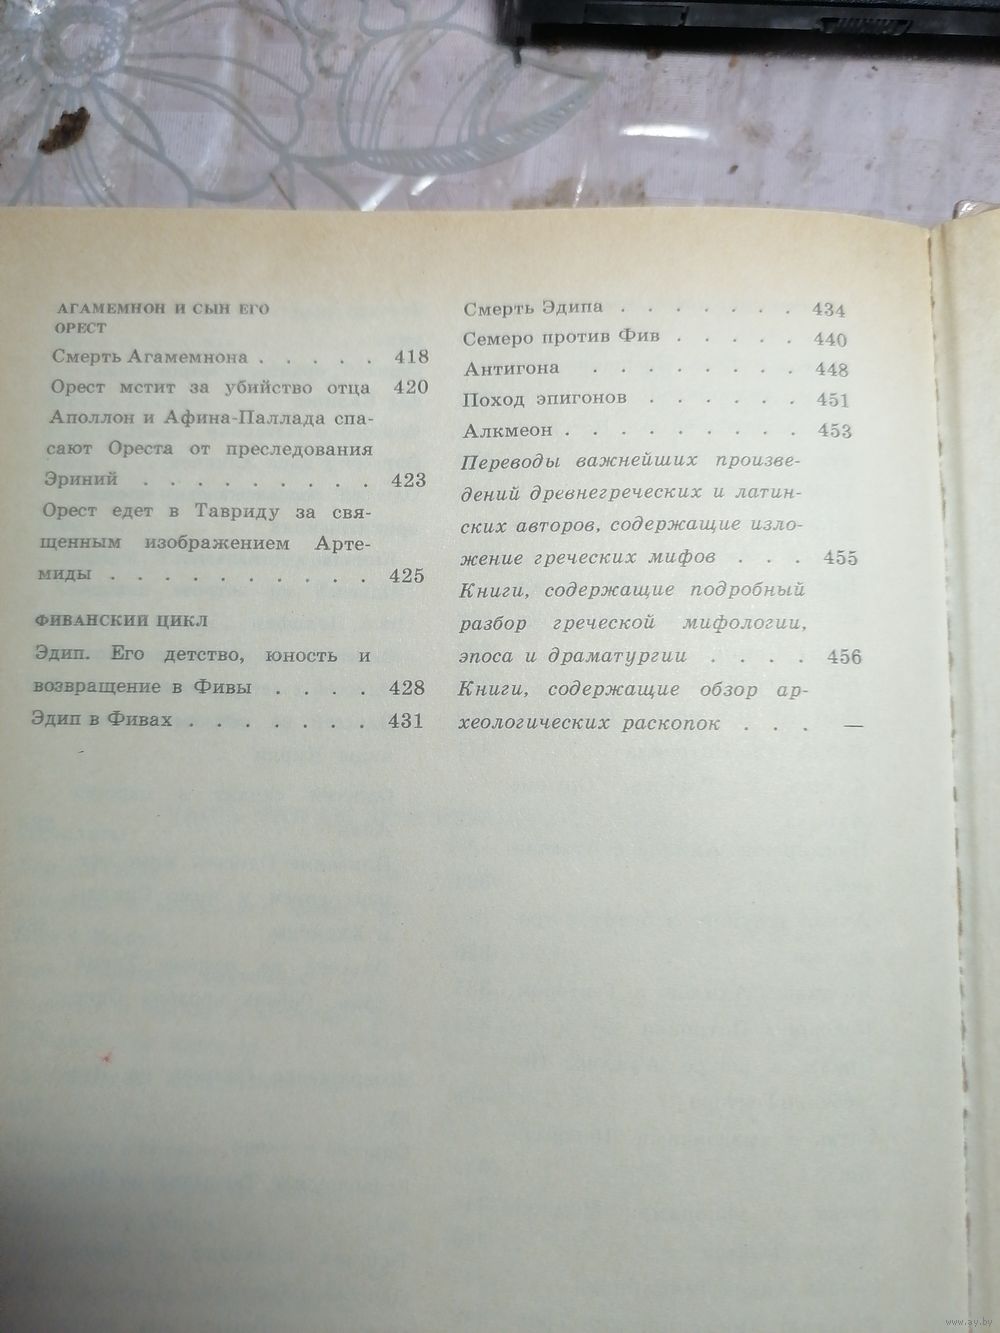 АГАМЕМНОН И СЫН ЕГО
ОРЕСТ
Смерть Агамемнона . . . . . 418
Орест мстит за убийство отца 420
Аполлон и Афина-Паллада спа-
сают Ореста от преследования
Эриний . . . . . . . . . 423
Орест едет в Тавриду за свя-
щенным изображением Арте-
миды . . . . . . . . . . 425
ФИВАНСКИЙ ЦИКЛ
Эдип. Его детство, юность и
возвращение в Фивы . . . . 428
Эдип в Фивах . . . . . . . 431
Смерть Эдипа . . . . . . . 434
Семеро против Фив . . . . . 440
Антигона . . . . . . . . 448
Поход эпигонов . . . . . . 451
Алкмеон . . . . . . . . . 453
Переводы важнейших произве-
дений древнегреческих и латин-
ских авторов, содержащие изло-
жение греческих мифов . . . 455
Книги, содержащие подробный
разбор греческой мифологии,
эпоса и драматургии . . . . 456
Книги, содержащие обзор ар-
хеологических раскопок . . . —
www.ay.by